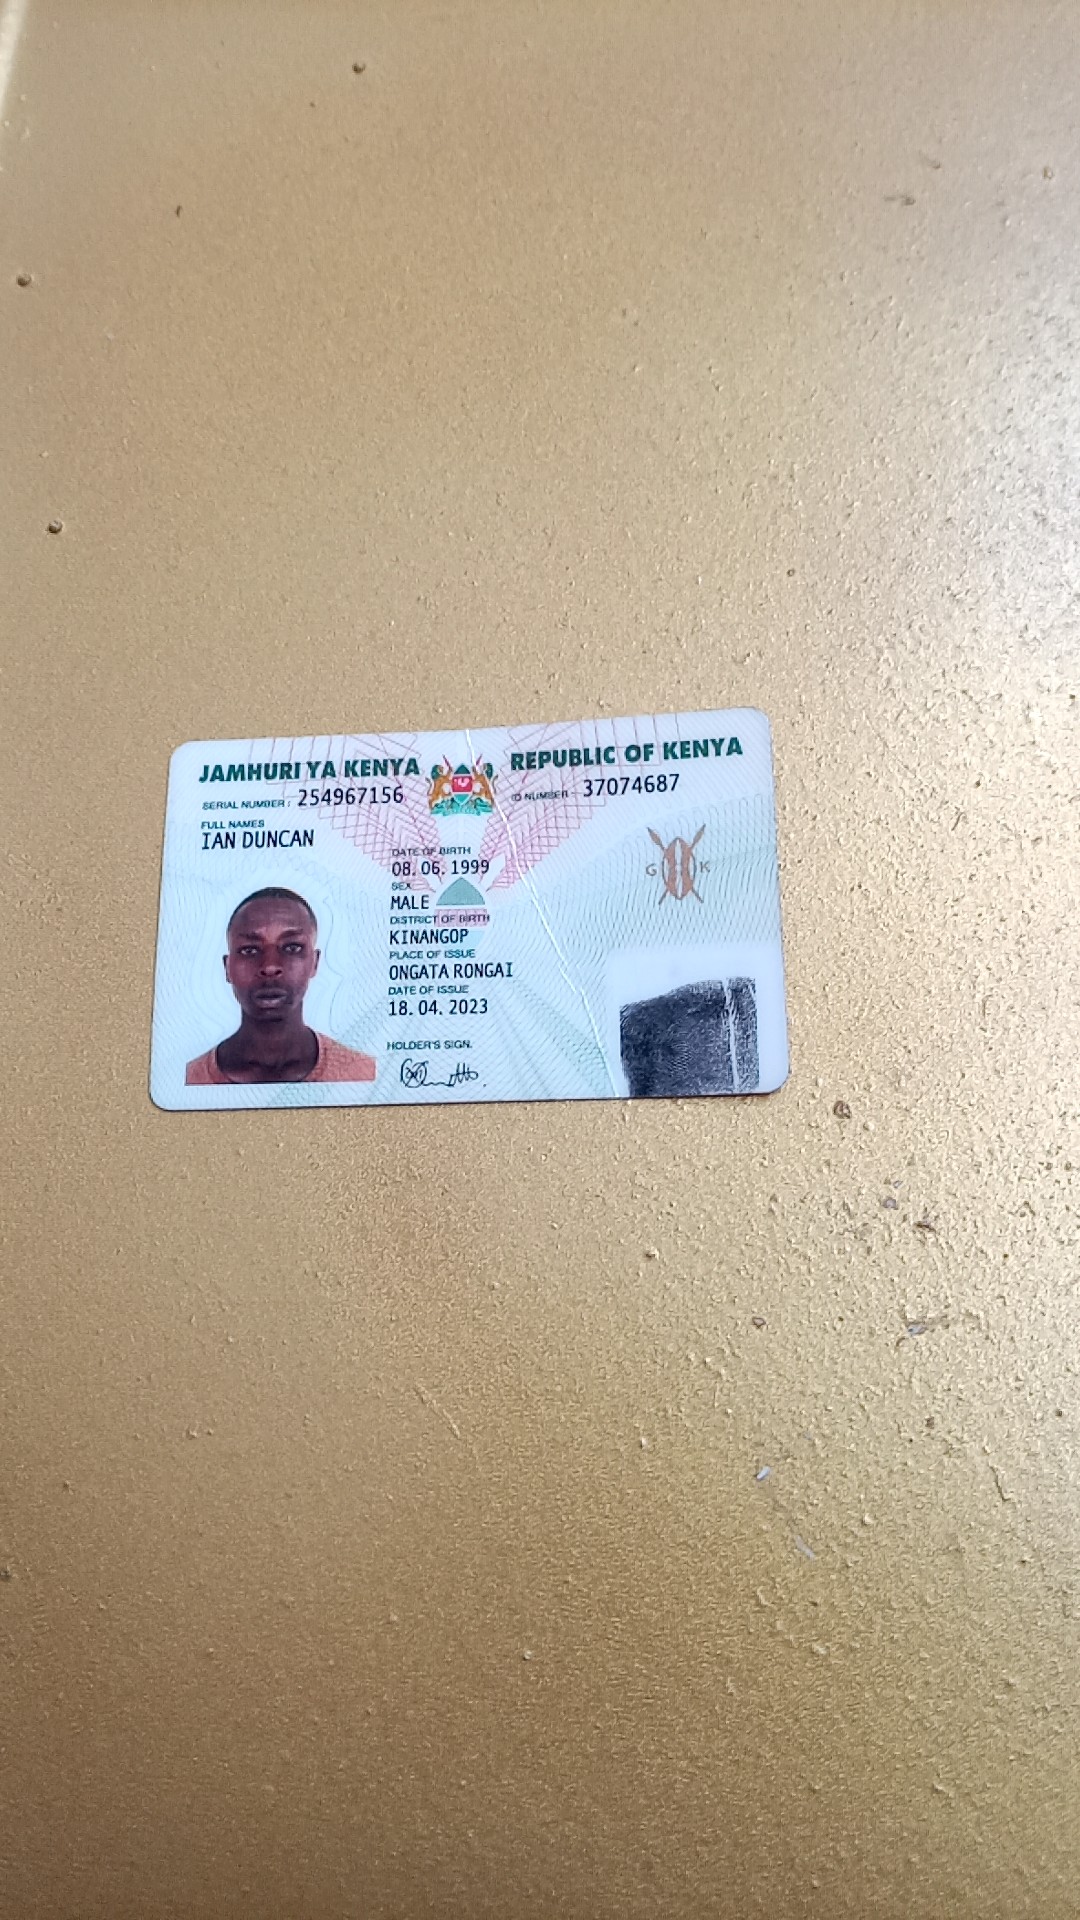 JAMHURI YA KENYA REPUBLIC OF KENYA
SERIAL NUMBER: 254967156 ID NUMBER: 37074687
FULL NAMES
IAN DUNCAN
DATE OF BIRTH
08.06.1999
SEX
MALE
DISTRICT OF BIRTH
KINANGOP
PLACE OF ISSUE
ONGATA RONGAI
DATE OF ISSUE
18.04.2023
HOLDER'S SIGN.
G K